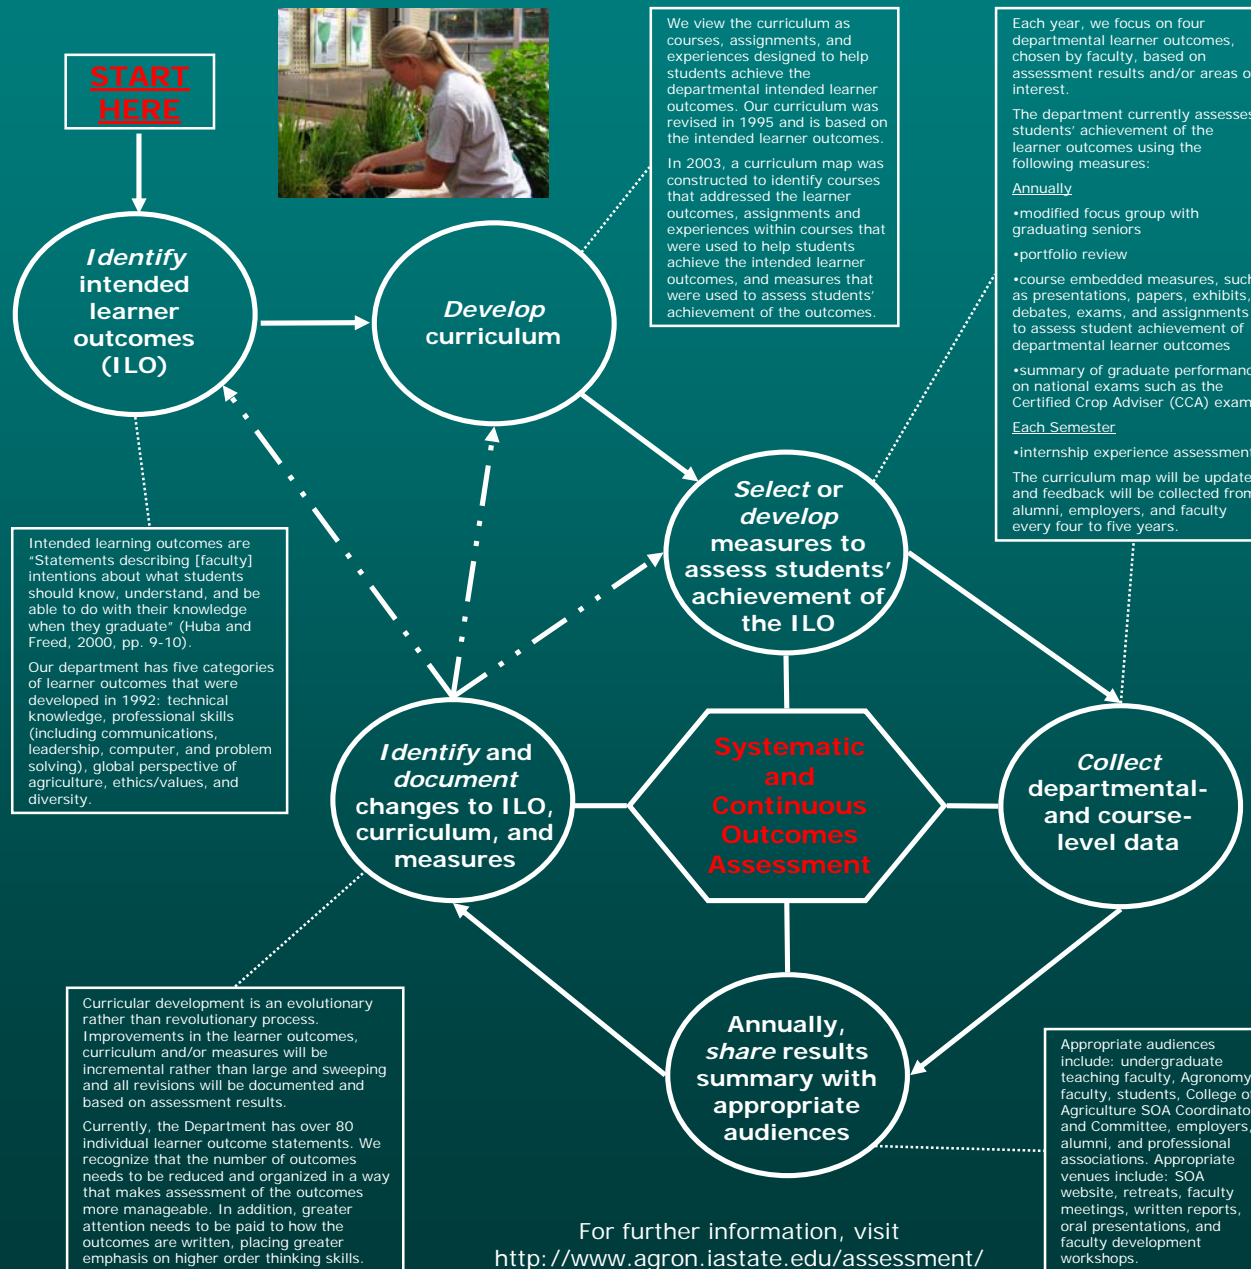 START
HERE
Identify
intended
learner
outcomes
(ILO)
Develop
curriculum
We view the curriculum as
courses, assignments, and
experiences designed to help
students achieve the
departmental intended learner
outcomes. Our curriculum was
revised in 1995 and is based on
the intended learner outcomes.
In 2003, a curriculum map was
constructed to identify courses
that addressed the learner
outcomes, assignments and
experiences within courses that
were used to help students
achieve the intended learner
outcomes, and measures that
were used to assess students'
achievement of the outcomes.
Each year, we focus on four
departmental learner outcomes,
chosen by faculty, based on
assessment results and/or areas o
interest.
The department currently assesses
students' achievement of the
learner outcomes using the
following measures:
Annually
•modified focus group with
graduating seniors
•portfolio review
•course embedded measures, such
as presentations, papers, exhibits,
debates, exams, and assignments
to assess student achievement of
departmental learner outcomes
•summary of graduate performanc
on national exams such as the
Certified Crop Adviser (CCA) exam
Each Semester
•internship experience assessment
The curriculum map will be update
and feedback will be collected from
alumni, employers, and faculty
every four to five years.
Select or
develop
measures to
assess students'
achievement of
the ILO
Intended learning outcomes are
"Statements describing [faculty]
intentions about what students
should know, understand, and be
able to do with their knowledge
when they graduate" (Huba and
Freed, 2000, pp. 9-10).
Our department has five categories
of learner outcomes that were
developed in 1992: technical
knowledge, professional skills
(including communications,
leadership, computer, and problem
solving), global perspective of
agriculture, ethics/values, and
diversity.
Identify and
document
changes to ILO,
curriculum, and
measures
Systematic
and
Continuous
Outcomes
Assessment
Collect
departmental-
and course-
level data
Annually,
share results
summary with
appropriate
audiences
Curricular development is an evolutionary
rather than revolutionary process.
Improvements in the learner outcomes,
curriculum and/or measures will be
incremental rather than large and sweeping
and all revisions will be documented and
based on assessment results.
Currently, the Department has over 80
individual learner outcome statements. We
recognize that the number of outcomes
needs to be reduced and organized in a way
that makes assessment of the outcomes
more manageable. In addition, greater
attention needs to be paid to how the
outcomes are written, placing greater
emphasis on higher order thinking skills.
Appropriate audiences
include: undergraduate
teaching faculty, Agronomy
faculty, students, College of
Agriculture SOA Coordinato
and Committee, employers,
alumni, and professional
associations. Appropriate
venues include: SOA
website, retreats, faculty
meetings, written reports,
oral presentations, and
faculty development
workshops.
For further information, visit
http://www.agron.iastate.edu/assessment/